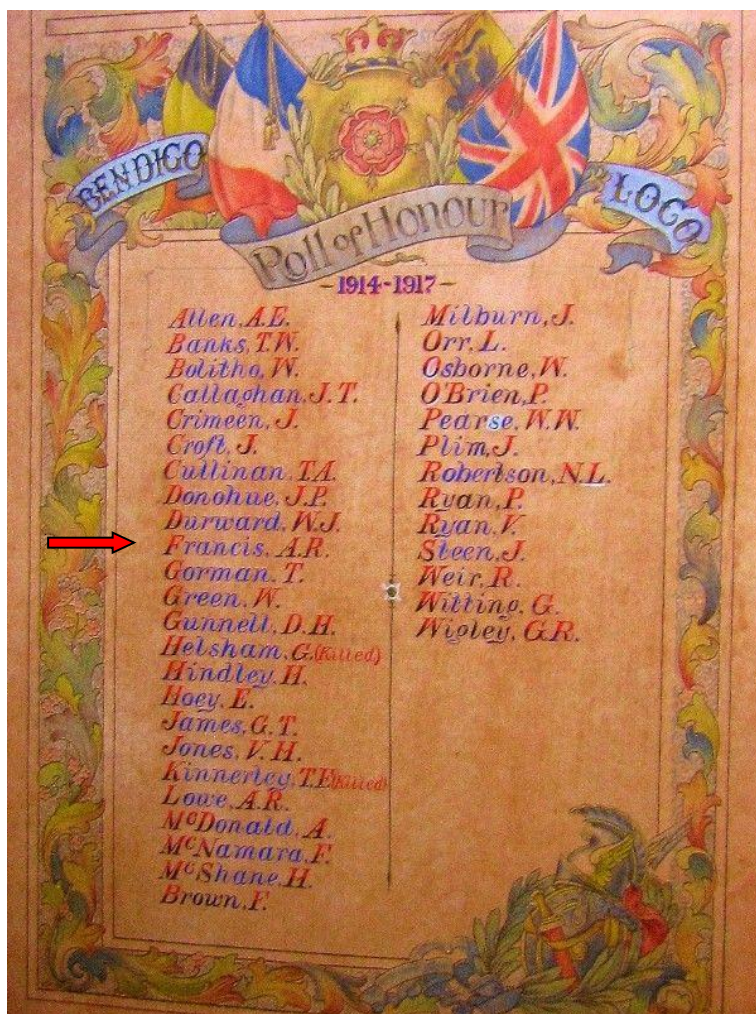 BENDIGO
LOCO
Roll of Honour
- 1914-1917 -
Allen, A.E.
Banks, T.W.
Bolitho, W.
Callaghan, J.T.
Crimeen, J.
Croft, J.
Cullinan, T.A.
Donohue, J.P.
Durward, W.J.
Francis, A.R.
Gorman, T.
Green, W.
Gunnell, D.H.
Helsham, G. (Killed)
Hindley, H.
Hoey, E.
James, G.T.
Jones, V.H.
Kinnerley, T.F. (Killed)
Lowe, A.R.
McDonald, A.
McNamara, F.
McShane, H.
Brown, F.
Milburn, J.
Orr, L.
Osborne, W.
O'Brien, P.
Pearse, W.W.
Plim, J.
Robertson, N.L.
Ryan, P.
Ryan, V.
Steen, J.
Weir, R.
Witting, G.
Wigley, G.R.